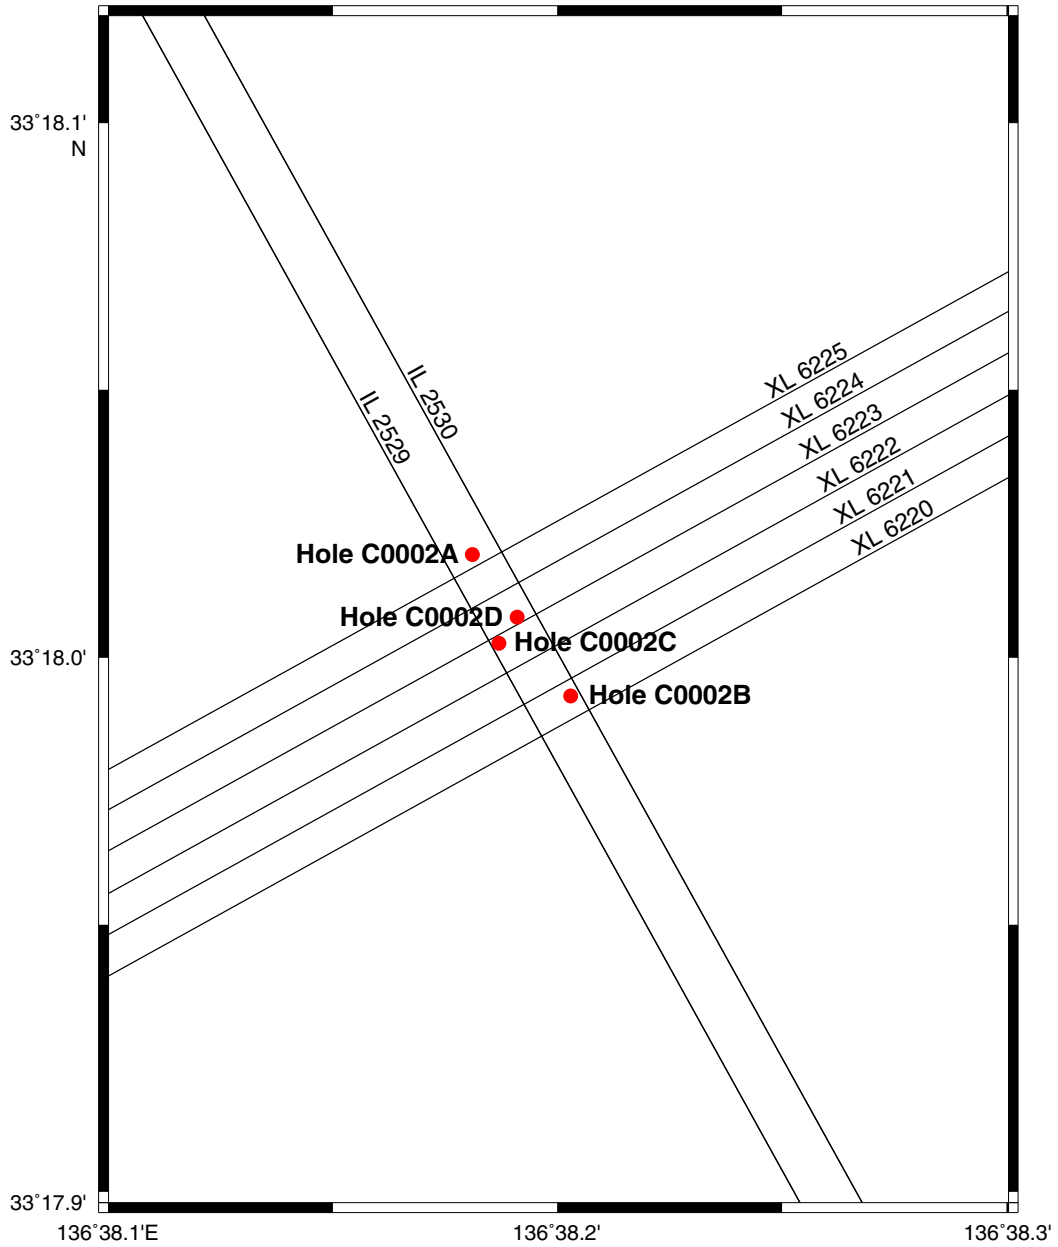 33°18.1'
N
XL 6225
IL 2530
XL 6224
IL 2529
XL 6223
XL 6222
XL 6221
XL 6220
Hole C0002A
Hole C0002D
Hole C0002C
33°18.0'
Hole C0002B
33°17.9'
136°38.1'E
136°38.2'
136°38.3'